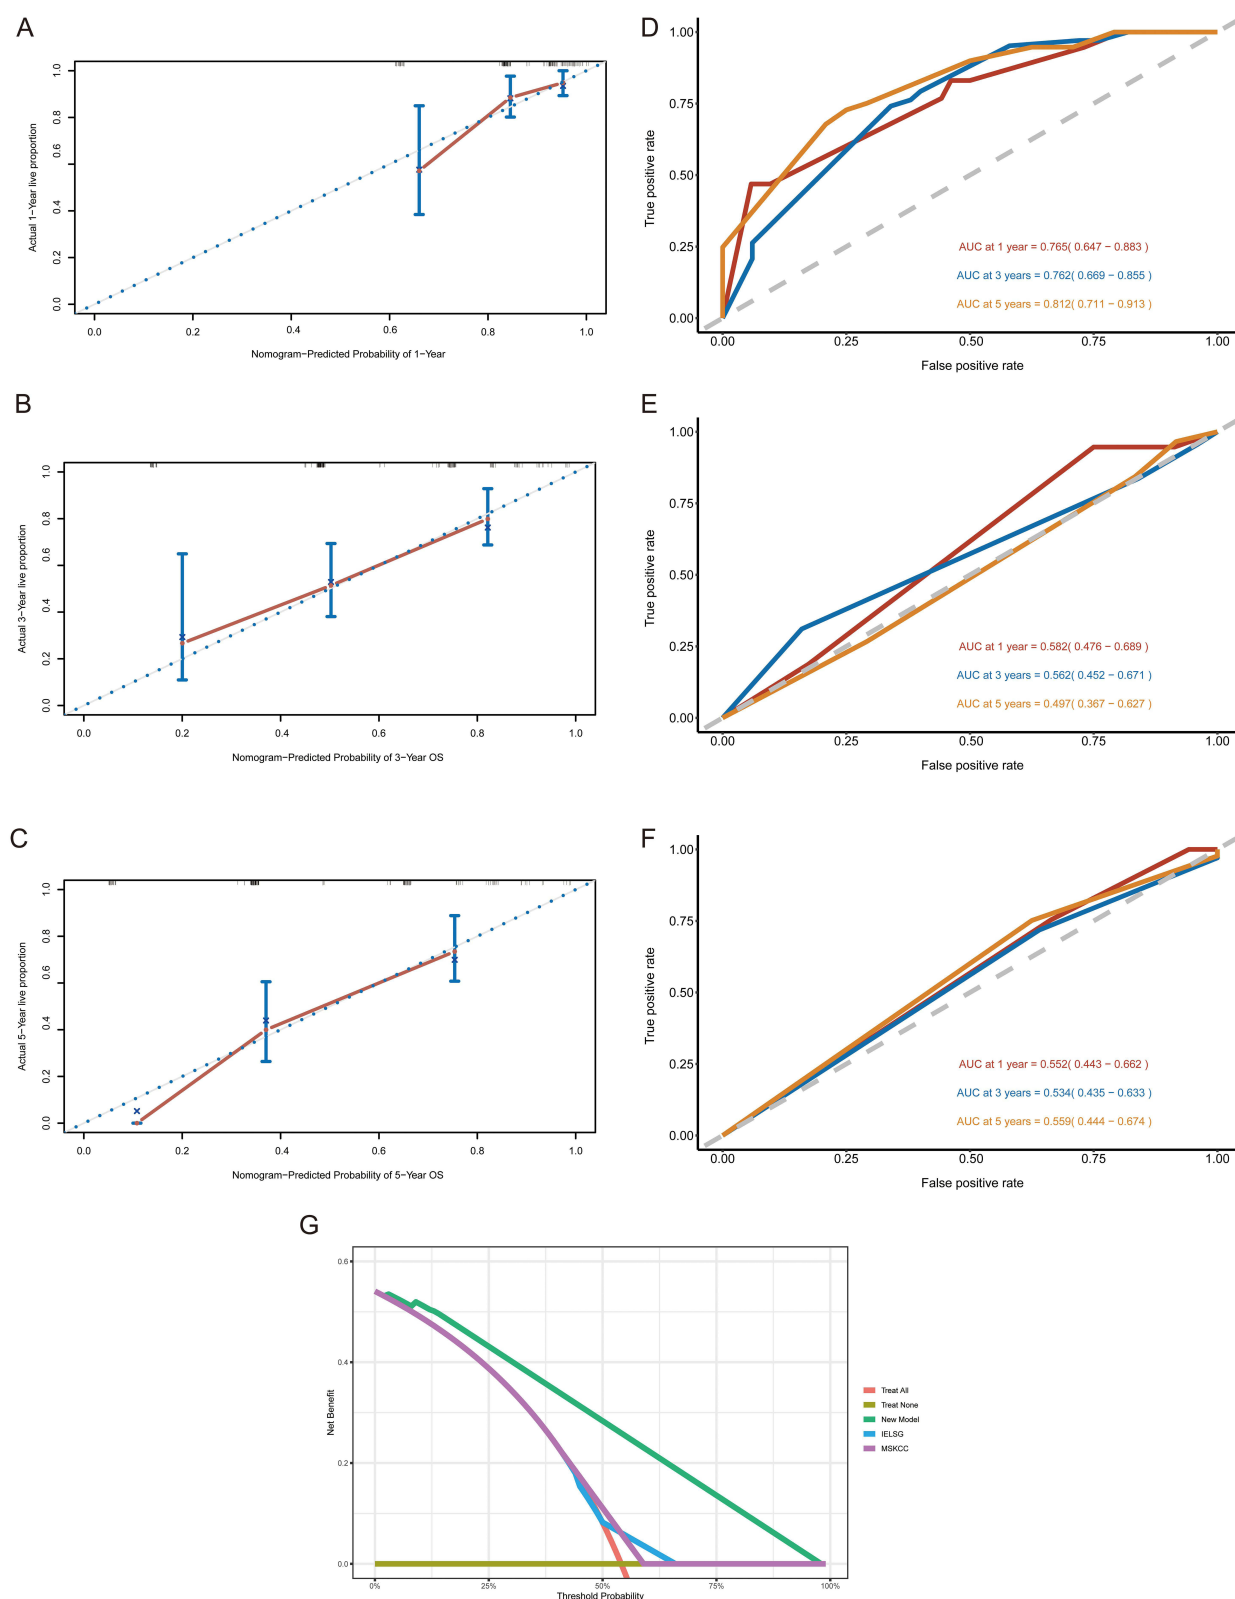 A
Actual 1−Year live proportion
1.0
0.8
0.6
0.4
0.2
0.0
0.0 0.2 0.4 0.6 0.8 1.0
Nomogram−Predicted Probability of 1−Year
D
True positive rate
1.00
0.75
0.50
0.25
0.00
AUC at 1 year = 0.765( 0.647 − 0.883 )
AUC at 3 years = 0.762( 0.669 − 0.855 )
AUC at 5 years = 0.812( 0.711 − 0.913 )
0.00 0.25 0.50 0.75 1.00
False positive rate
B
Actual 3−Year live proportion
1.0
0.8
0.6
0.4
0.2
0.0
0.0 0.2 0.4 0.6 0.8 1.0
Nomogram−Predicted Probability of 3−Year OS
E
True positive rate
1.00
0.75
0.50
0.25
0.00
AUC at 1 year = 0.582( 0.476 − 0.689 )
AUC at 3 years = 0.562( 0.452 − 0.671 )
AUC at 5 years = 0.497( 0.367 − 0.627 )
0.00 0.25 0.50 0.75 1.00
False positive rate
C
Actual 5−Year live proportion
1.0
0.8
0.6
0.4
0.2
0.0
0.0 0.2 0.4 0.6 0.8 1.0
Nomogram−Predicted Probability of 5−Year OS
F
True positive rate
1.00
0.75
0.50
0.25
0.00
AUC at 1 year = 0.552( 0.443 − 0.662 )
AUC at 3 years = 0.534( 0.435 − 0.633 )
AUC at 5 years = 0.559( 0.444 − 0.674 )
0.00 0.25 0.50 0.75 1.00
False positive rate
G
Net Benefit
0.6
0.4
0.2
0.0
0% 25% 50% 75% 100%
Threshold Probability
Treat All
Treat None
New Model
IELSG
MSKCC